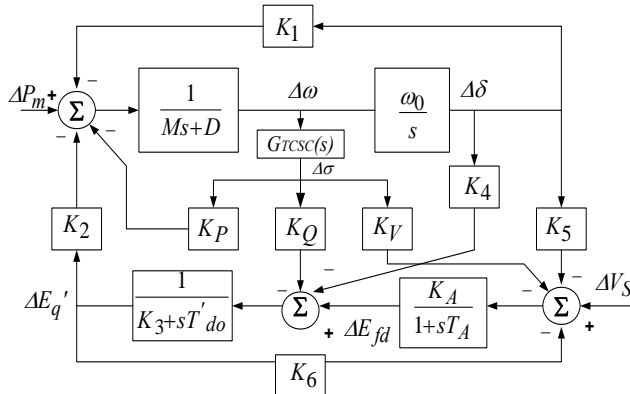 K1
−
ΔPm +
Σ
−
−
1
Ms+D
Δω
ω0
s
Δδ
GTCSC(s)
Δσ
K2
KP
KQ
KV
K4
K5
−
−
−
−
−
ΔEq'
1
K3+sT'do
Σ
+
ΔEfd
KA
1+sTA
−
Σ
ΔVS
+
−
K6